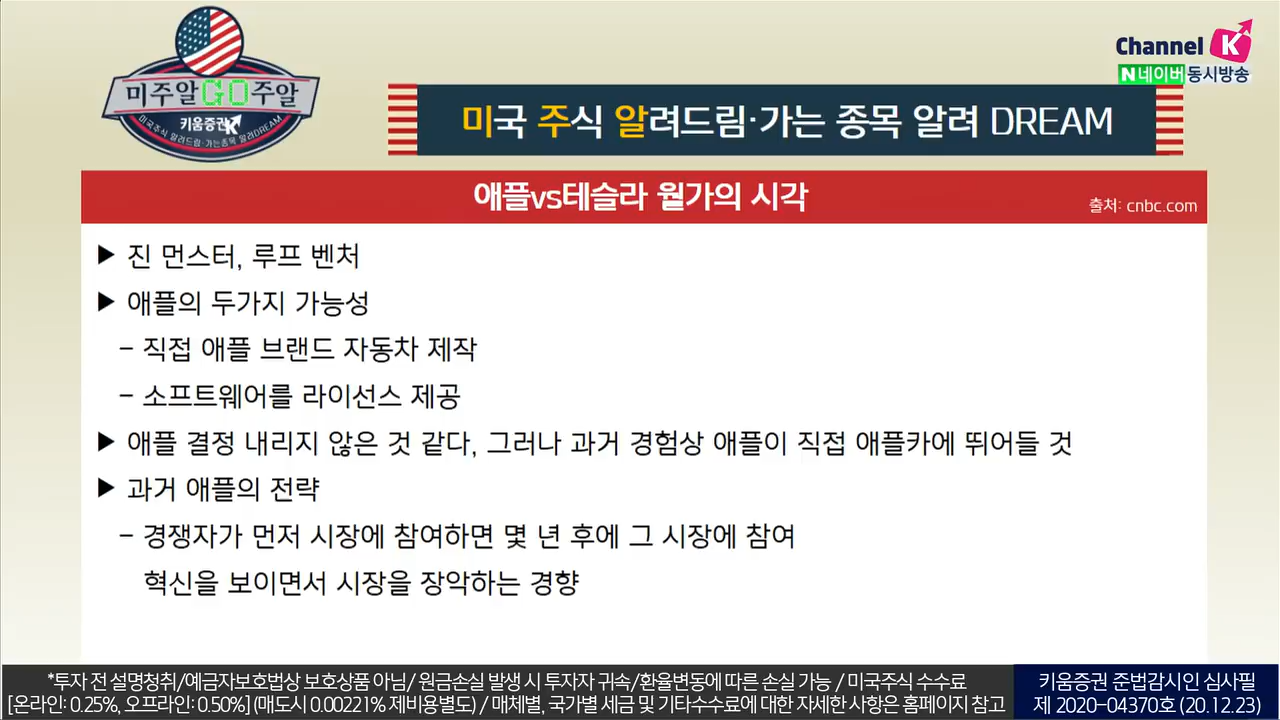 미주알GO주알
키움증권
미국주식 알려드림·가는종목 알려DREAM
Channel K
N 네이버 동시방송
미국 주식 알려드림·가는 종목 알려 DREAM
애플vs테슬라 월가의 시각
출처: cnbc.com
▶ 진 먼스터, 루프 벤처
▶ 애플의 두가지 가능성
– 직접 애플 브랜드 자동차 제작
– 소프트웨어를 라이선스 제공
▶ 애플 결정 내리지 않은 것 같다, 그러나 과거 경험상 애플이 직접 애플카에 뛰어들 것
▶ 과거 애플의 전략
– 경쟁자가 먼저 시장에 참여하면 몇 년 후에 그 시장에 참여
혁신을 보이면서 시장을 장악하는 경향
*투자 전 설명청취/예금자보호법상 보호상품 아님/ 원금손실 발생 시 투자자 귀속/환율변동에 따른 손실 가능 / 미국주식 수수료
[온라인: 0.25%, 오프라인: 0.50%] (매도시 0.00221% 제비용별도) / 매체별, 국가별 세금 및 기타수수료에 대한 자세한 사항은 홈페이지 참고
키움증권 준법감시인 심사필
제 2020-04370호 (20.12.23)